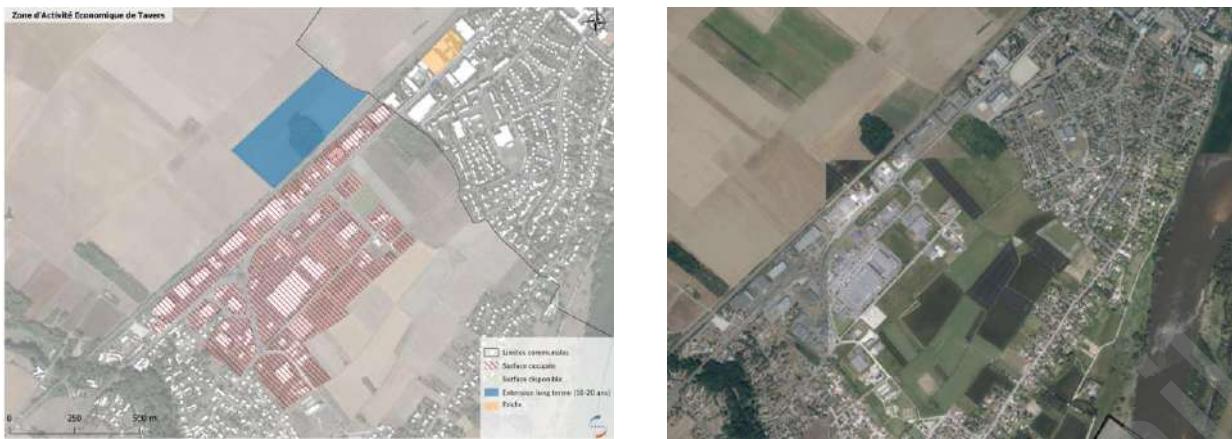 Zone d'Activité Economique de Tavers
Limites communales
Surface occupée
Surface disponible
Extension long terme (10-20 ans)
Friche
0 250 500 m